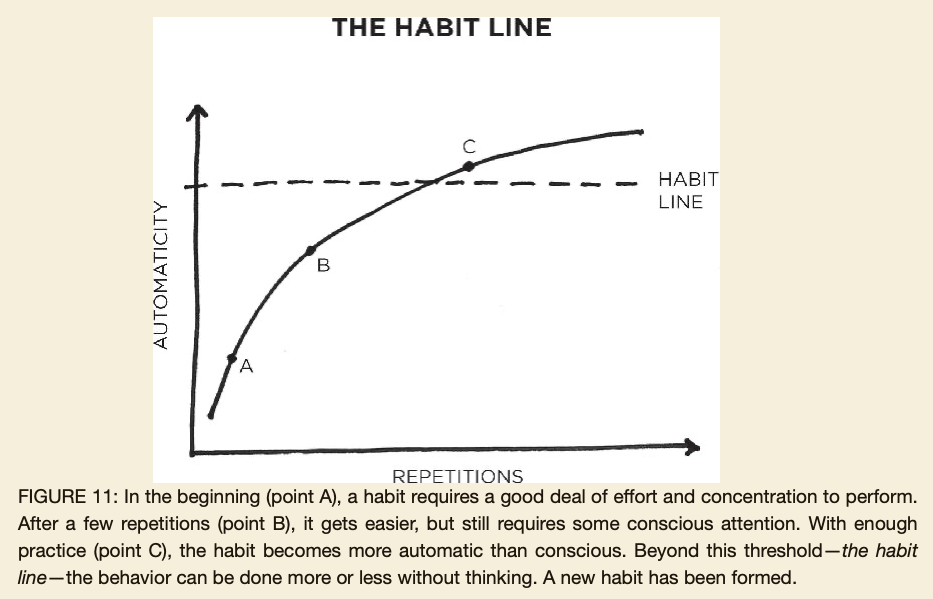 THE HABIT LINE
C
HABIT
LINE
AUTOMATICITY
B
A
REPETITIONS
FIGURE 11: In the beginning (point A), a habit requires a good deal of effort and concentration to perform.
After a few repetitions (point B), it gets easier, but still requires some conscious attention. With enough
practice (point C), the habit becomes more automatic than conscious. Beyond this threshold—the habit
line—the behavior can be done more or less without thinking. A new habit has been formed.